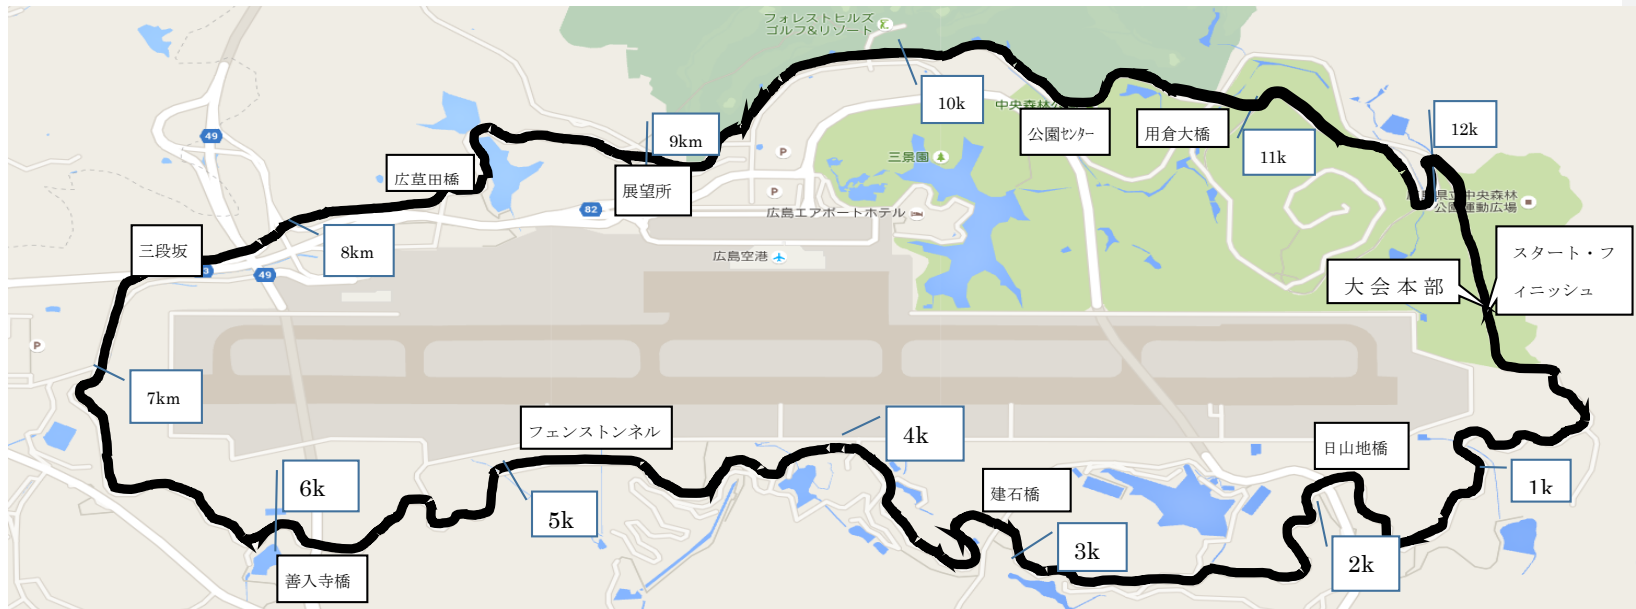 フォレストヒルズ
ゴルフ&リゾート
49
10k
中央森林公
公園センター
用倉大橋
12k
11k
9km
P
三景園
広墓田橋
展望所
P
82
広島エアポートホテル
県立中央森林
公園運動広場
三段坂
8km
49
広島空港
大会本部
スタート・フ
ィニッシュ
P
7km
フェンストンネル
4k
日山地橋
6k
5k
建石橋
1k
3k
2k
善入寺橋